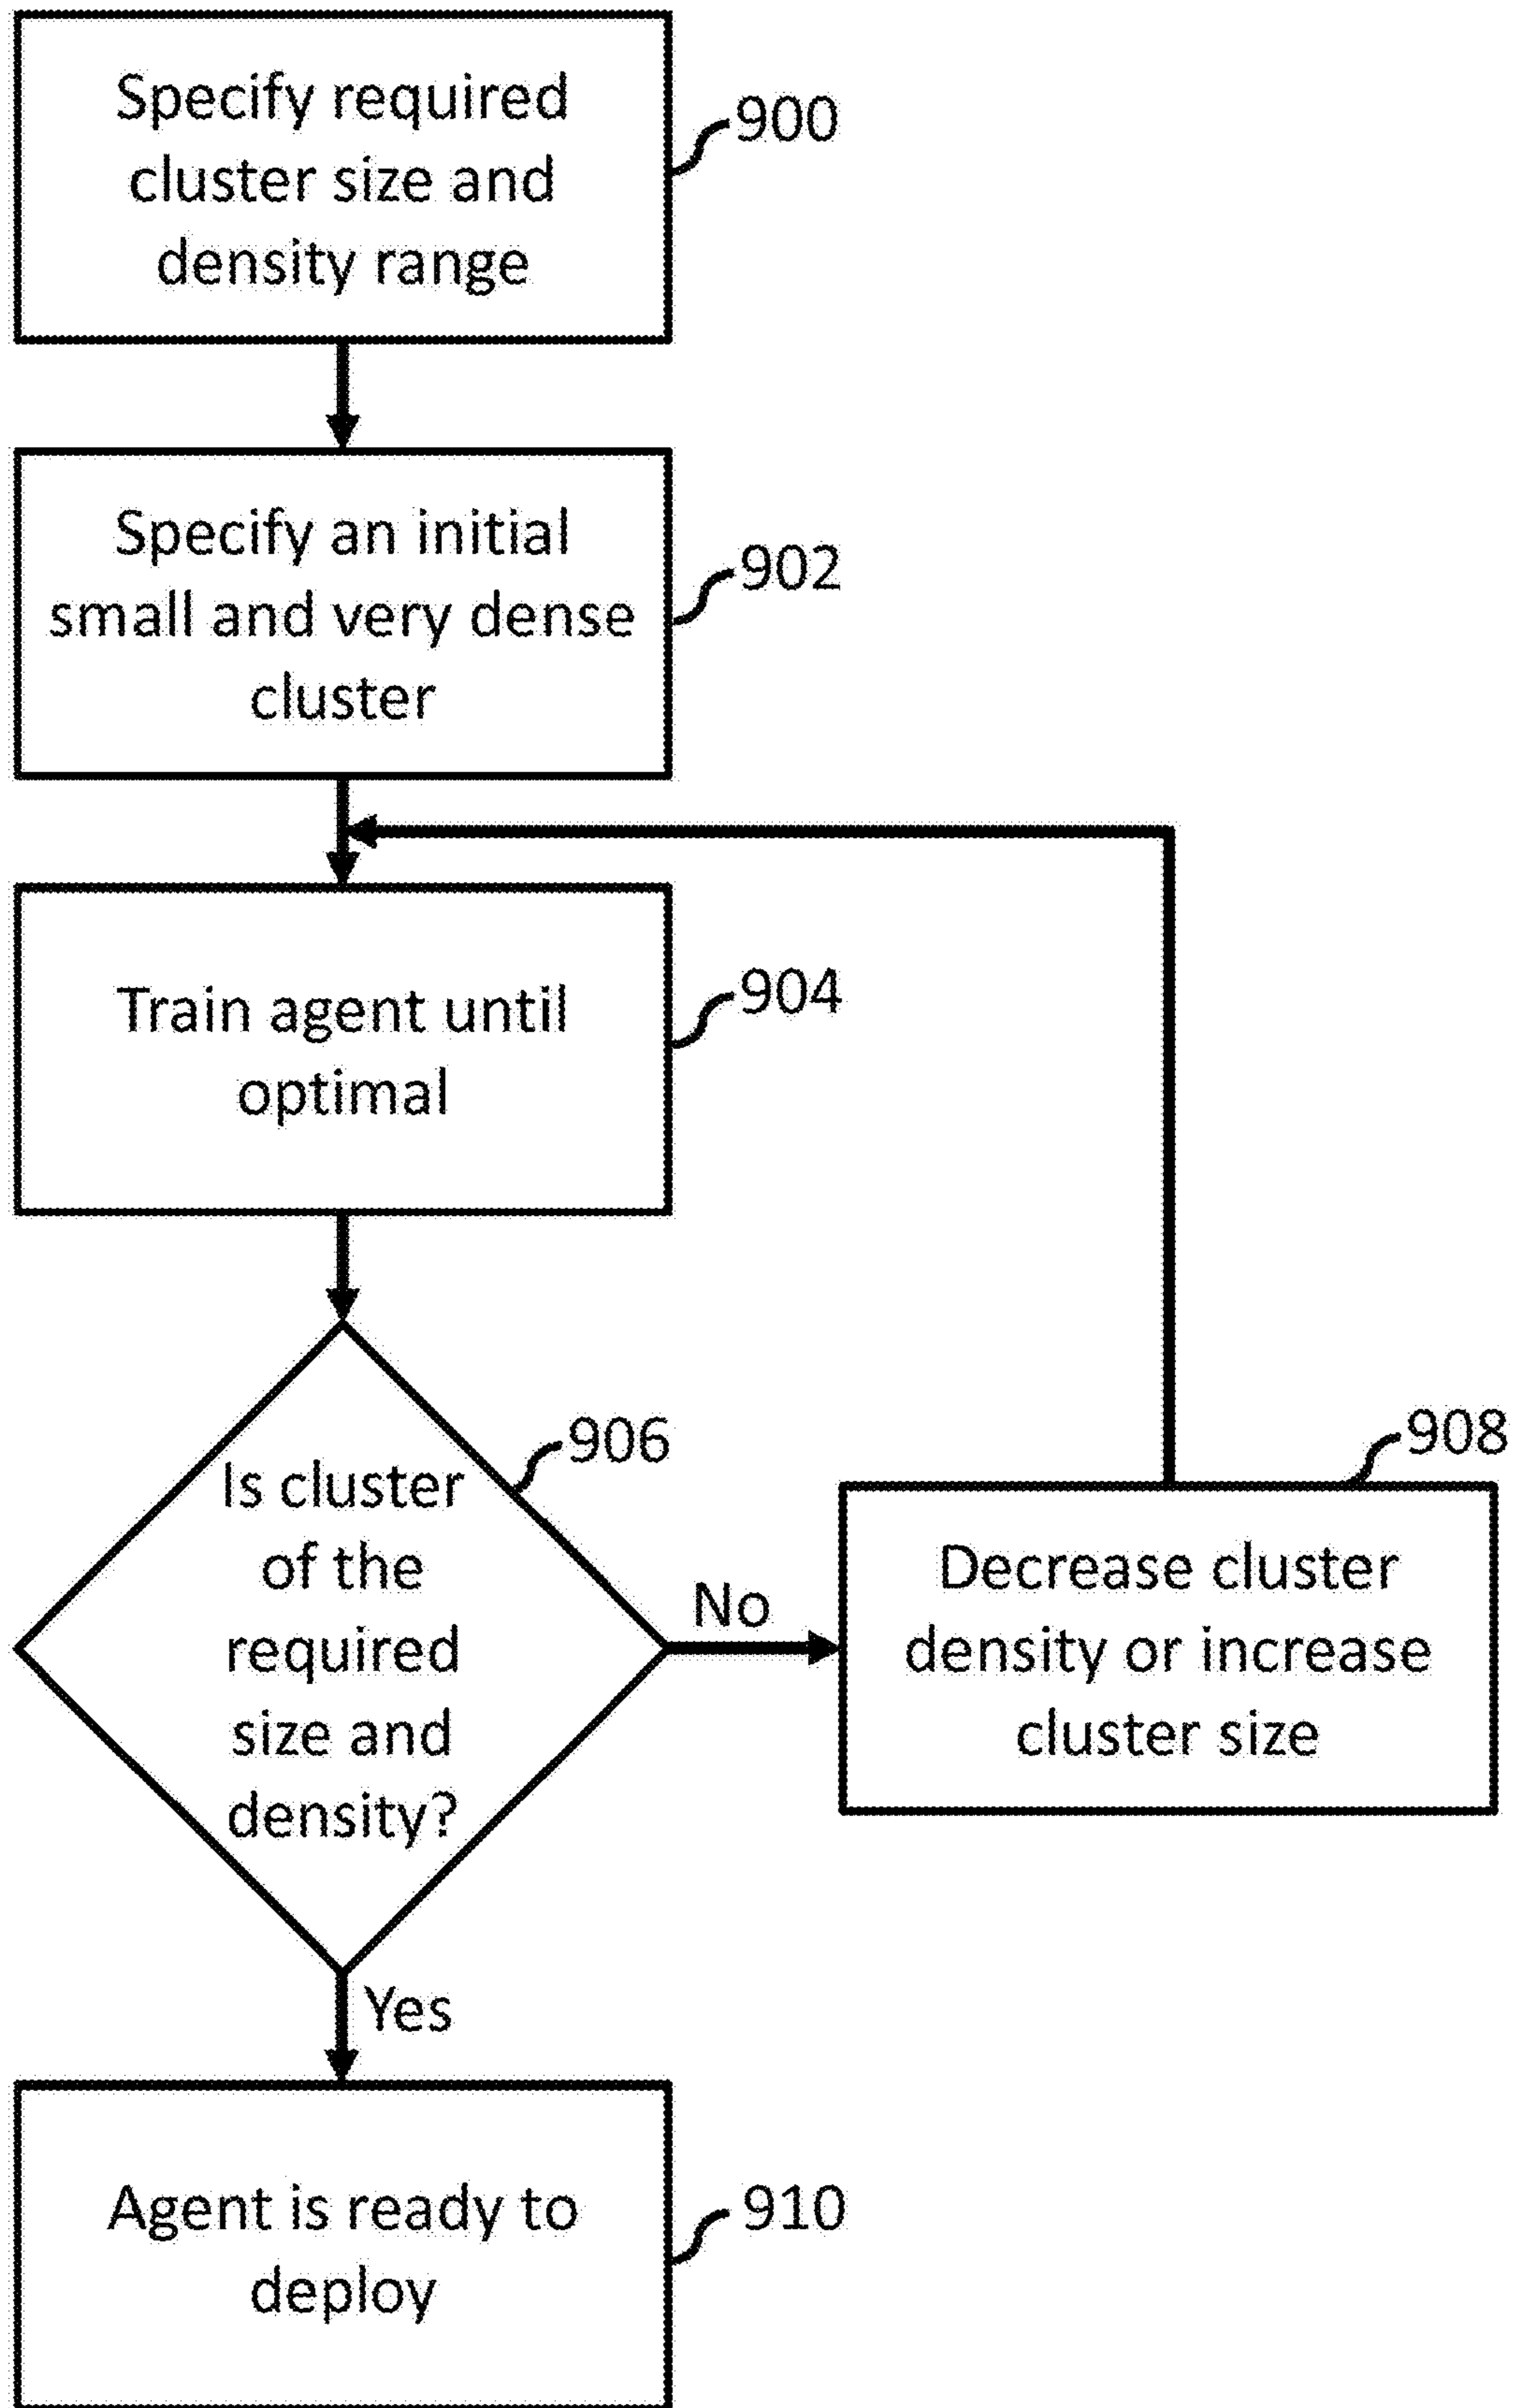 Specify required
cluster size and
density range
900
Specify an initial
small and very dense
cluster
902
Train agent until
optimal
904
Is cluster
of the
required
size and
density?
906
No
Decrease cluster
density or increase
cluster size
908
Yes
Agent is ready to
deploy
910